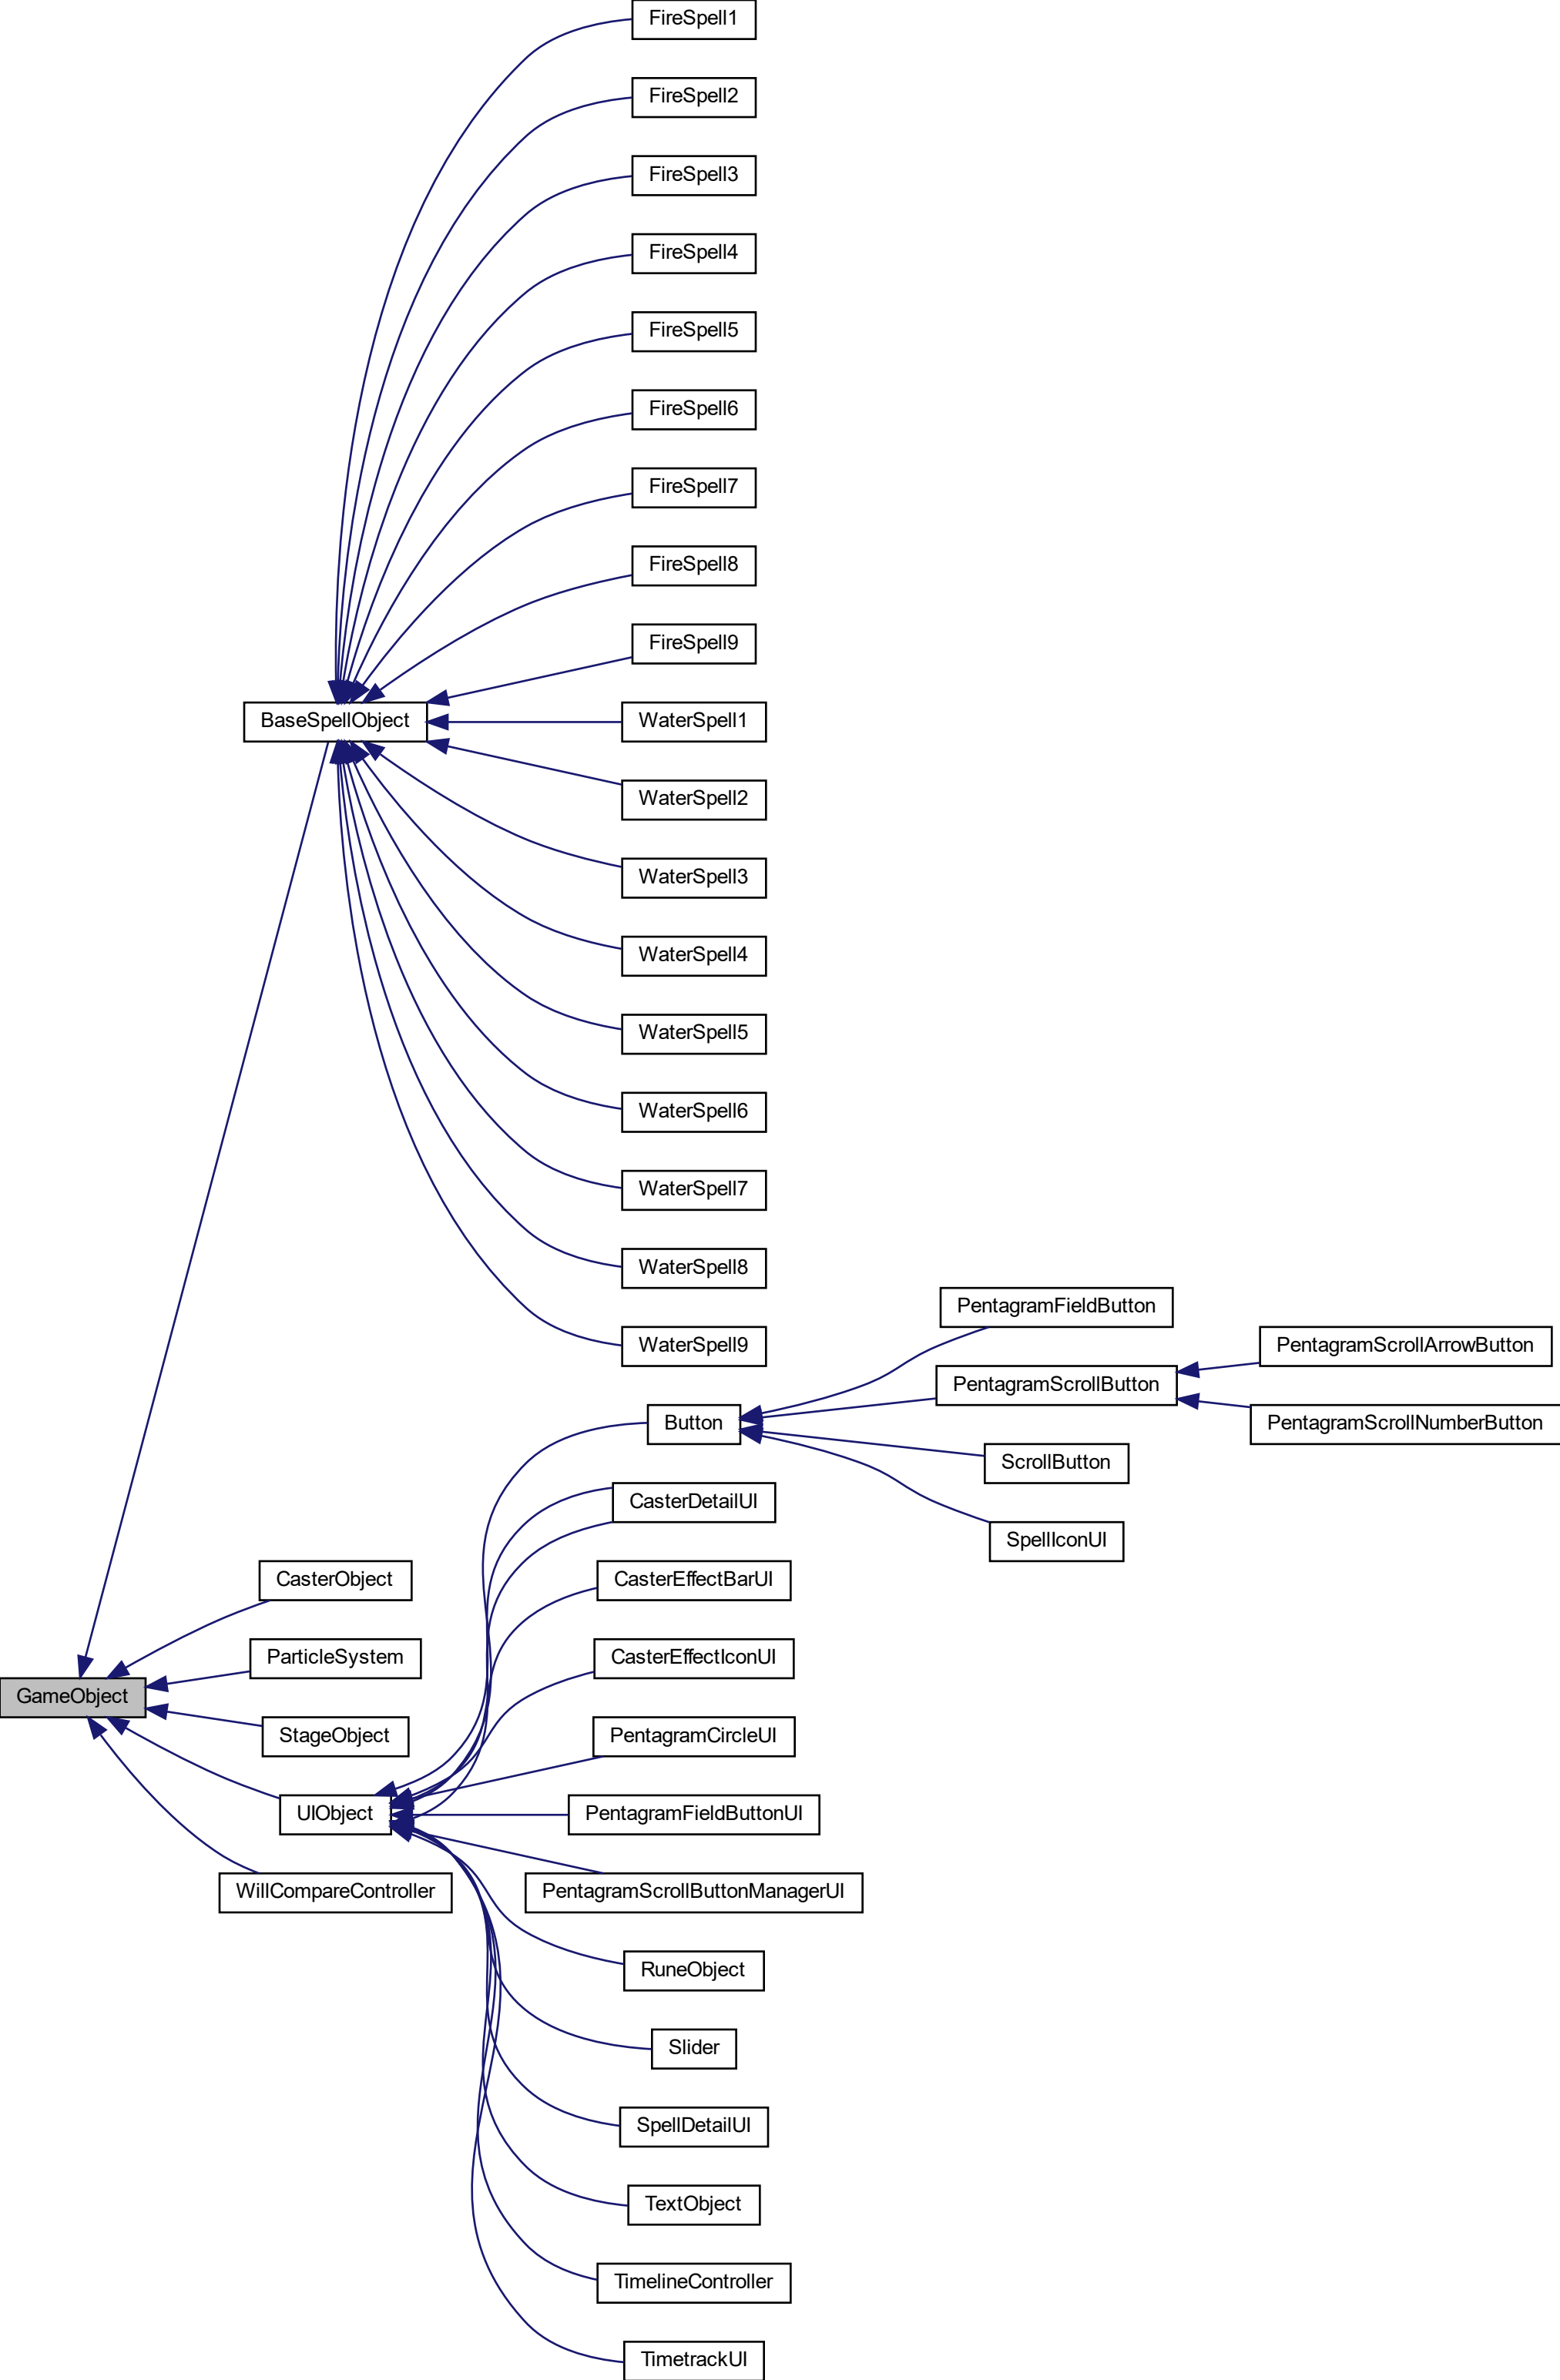 FireSpell1
FireSpell2
FireSpell3
FireSpell4
FireSpell5
FireSpell6
FireSpell7
FireSpell8
FireSpell9
BaseSpellObject
WaterSpell1
WaterSpell2
WaterSpell3
WaterSpell4
WaterSpell5
WaterSpell6
WaterSpell7
WaterSpell8
WaterSpell9
PentagramFieldButton
PentagramScrollArrowButton
PentagramScrollButton
Button
PentagramScrollNumberButton
ScrollButton
CasterDetailUI
SpellIconUI
CasterObject
CasterEffectBarUI
ParticleSystem
CasterEffectIconUI
GameObject
StageObject
PentagramCircleUI
UIObject
PentagramFieldButtonUI
WillCompareController
PentagramScrollButtonManagerUI
RuneObject
Slider
SpellDetailUI
TextObject
TimelineController
TimetrackUI